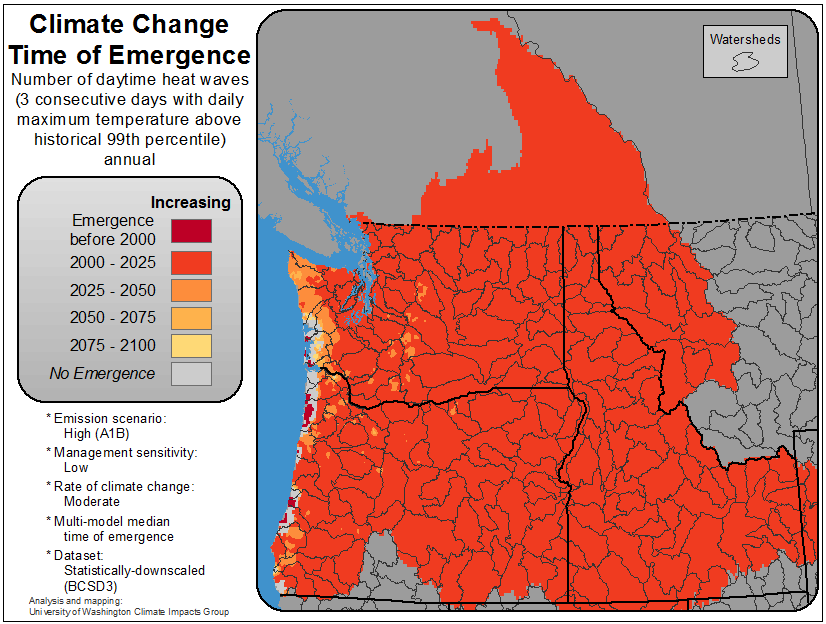 Climate Change
Time of Emergence
Number of daytime heat waves
(3 consecutive days with daily
maximum temperature above
historical 99th percentile)
annual
Increasing
Emergence
before 2000
2000 - 2025
2025 - 2050
2050 - 2075
2075 - 2100
No Emergence
* Emission scenario:
High (A1B)
* Management sensitivity:
Low
* Rate of climate change:
Moderate
* Multi-model median
time of emergence
* Dataset:
Statistically-downscaled
(BCSD3)
Analysis and mapping:
University of Washington Climate Impacts Group
Watersheds